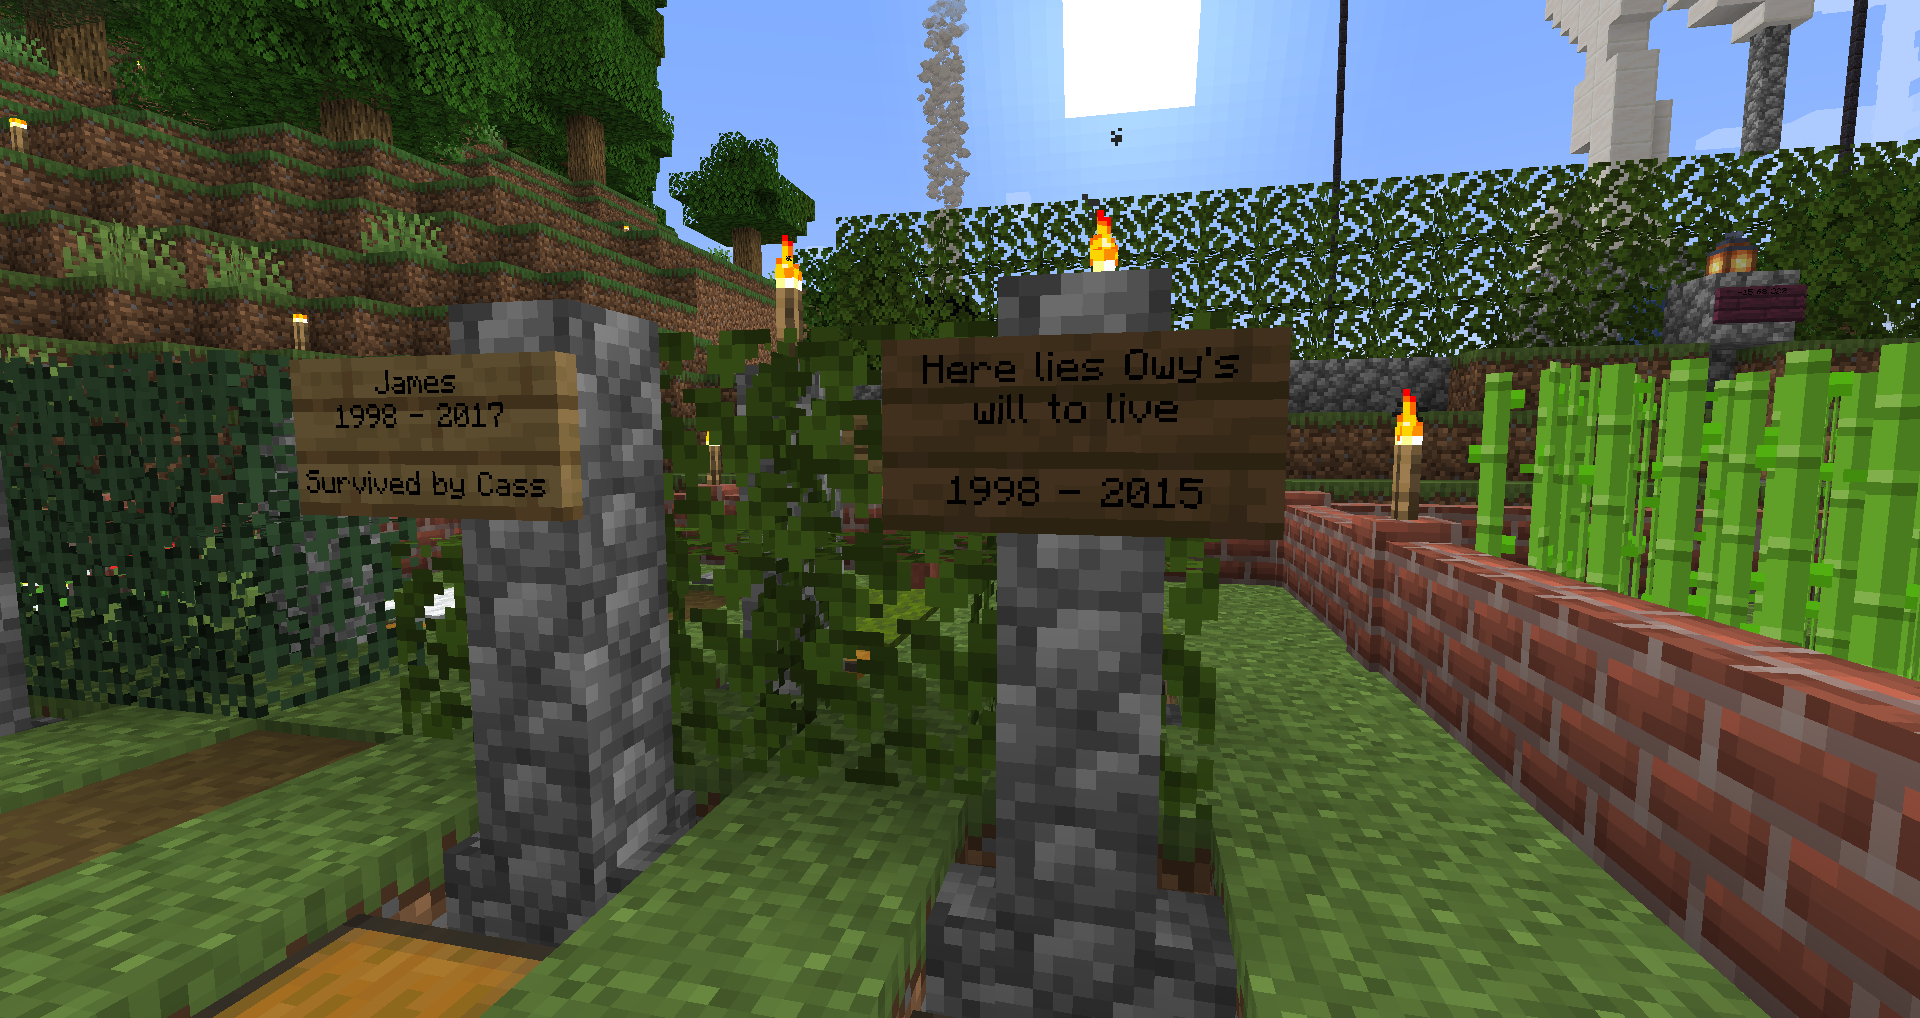 James
1998 - 2017
Survived by Cass
Here lies Owy's
will to live
1998 - 2015